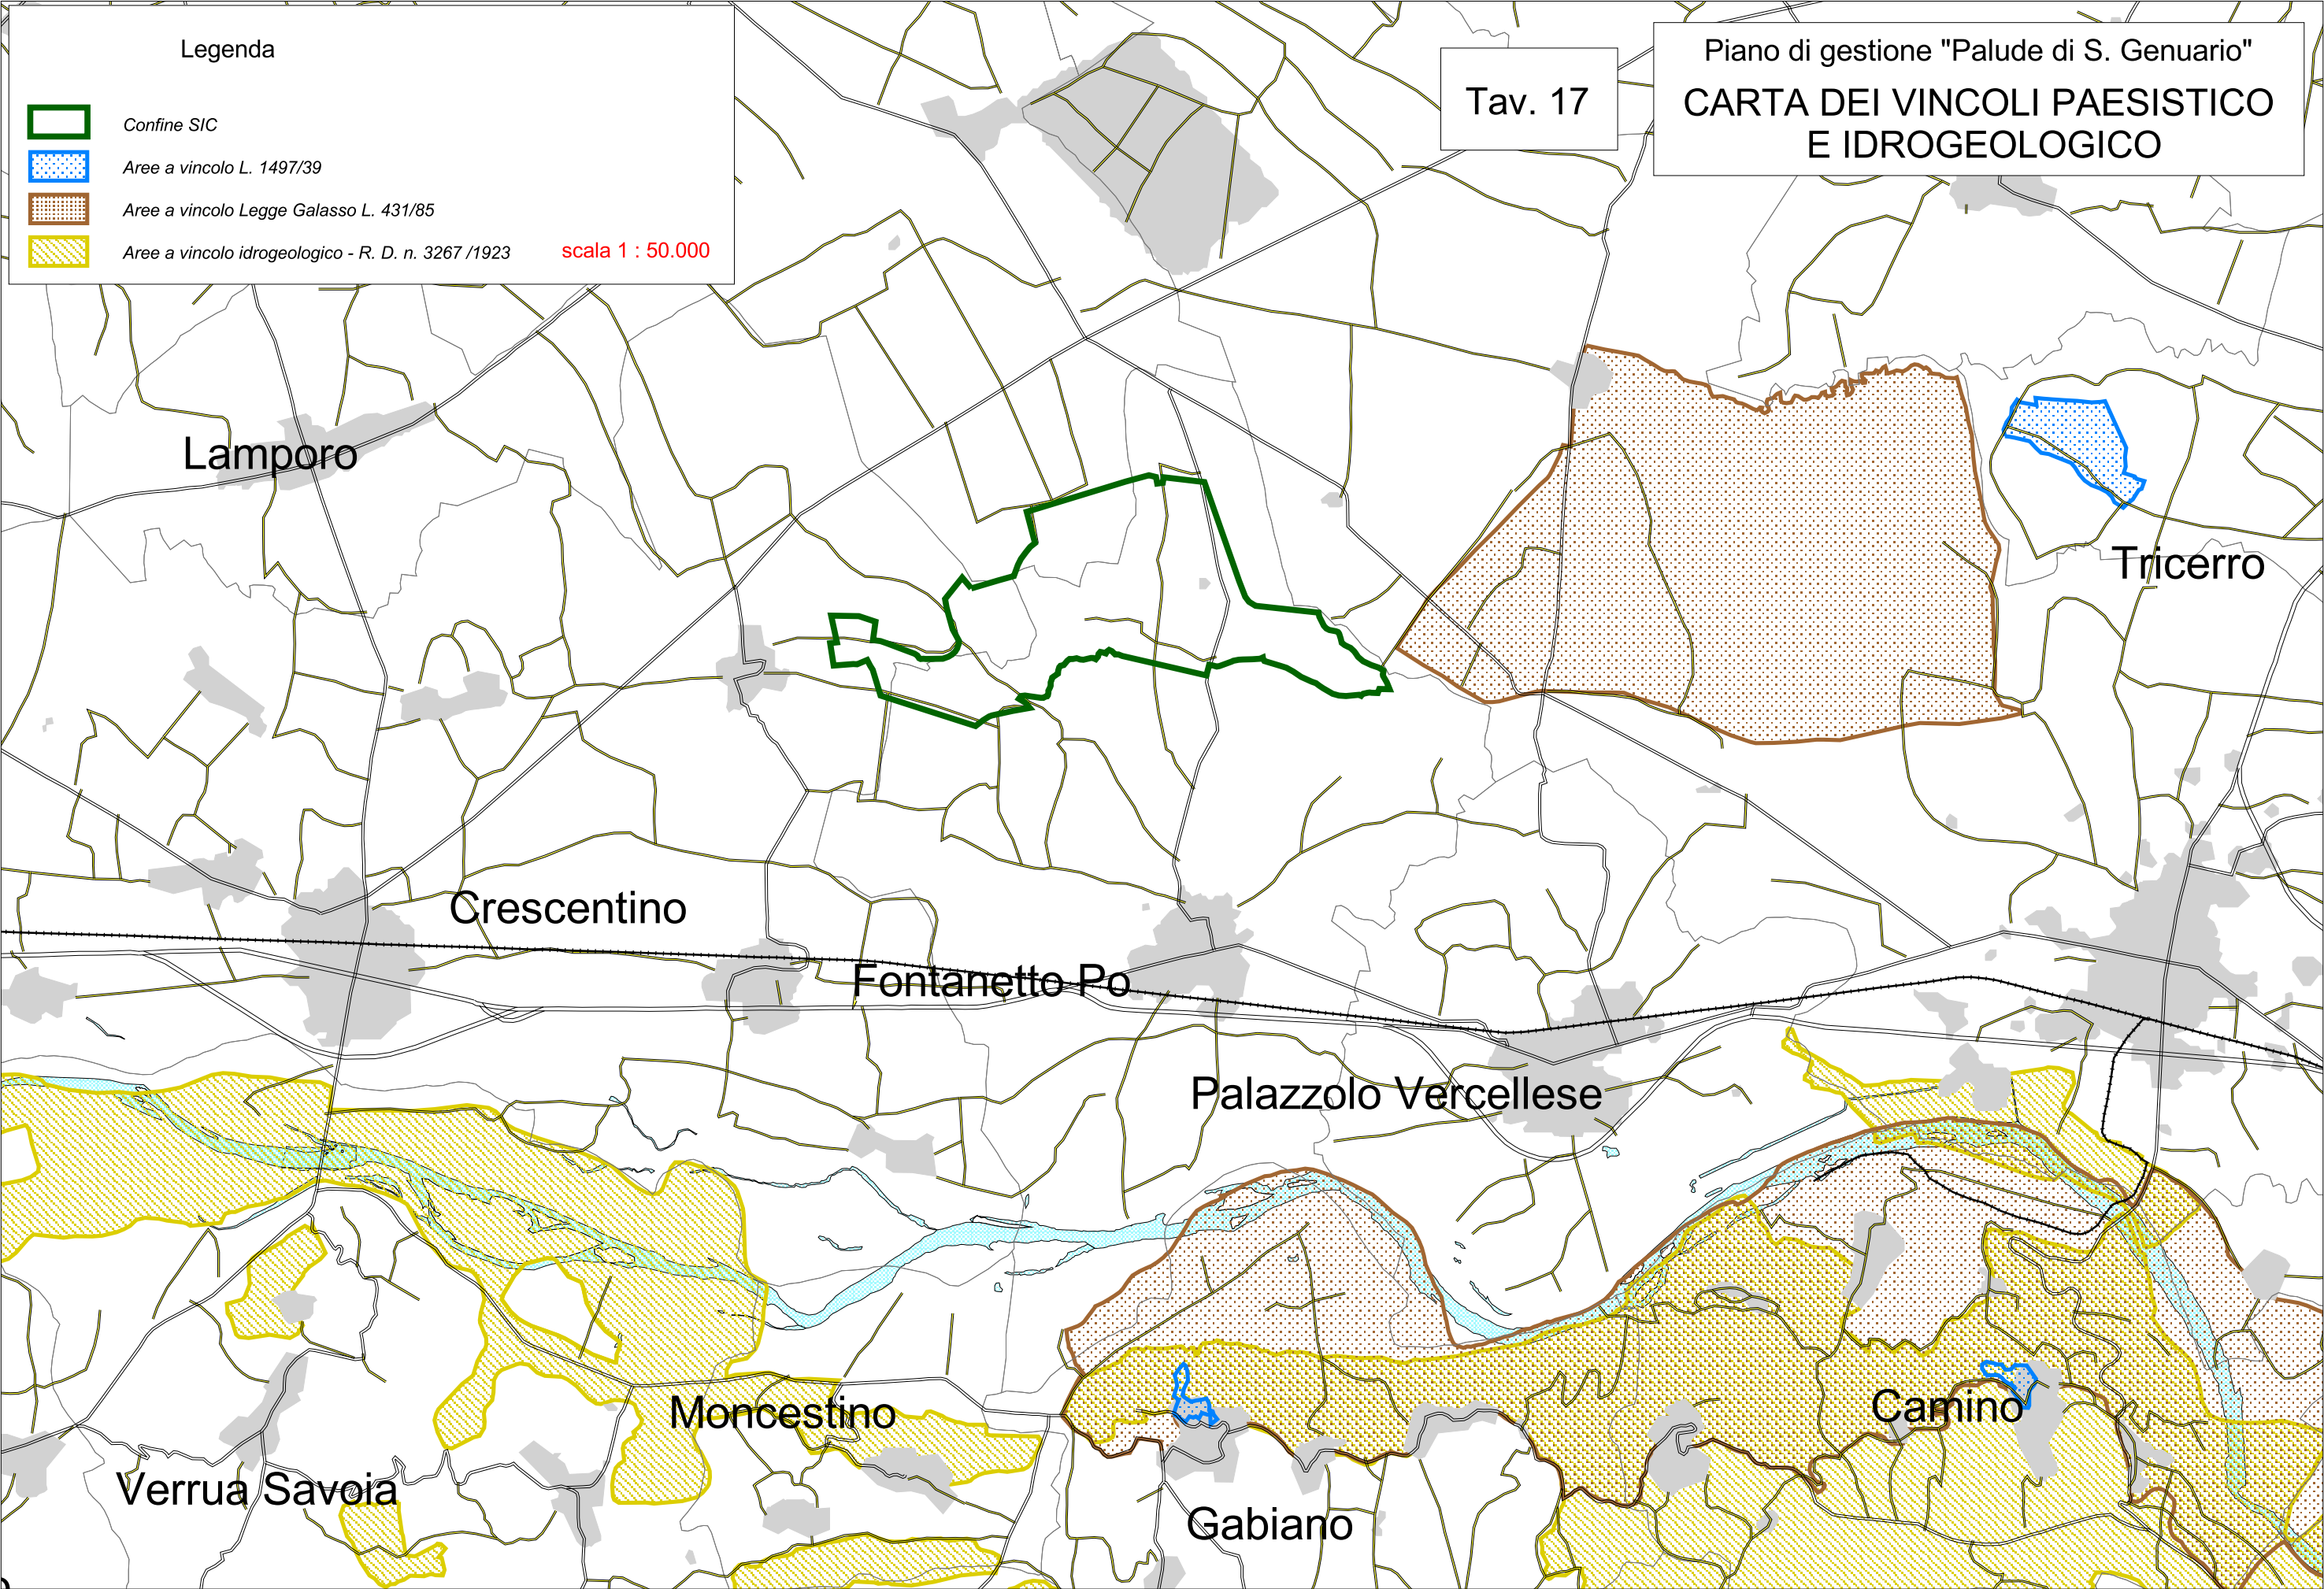 Legenda
Confine SIC
Aree a vincolo L. 1497/39
Aree a vincolo Legge Galasso L. 431/85
Aree a vincolo idrogeologico - R. D. n. 3267 /1923
scala 1 : 50.000
Tav. 17
Piano di gestione "Palude di S. Genuario"
CARTA DEI VINCOLI PAESISTICO
E IDROGEOLOGICO
Lamporo
Tricerro
Crescentino
Fontanetto Po
Palazzolo Vercellese
Moncestino
Camino
Verrua Savoia
Gabiano